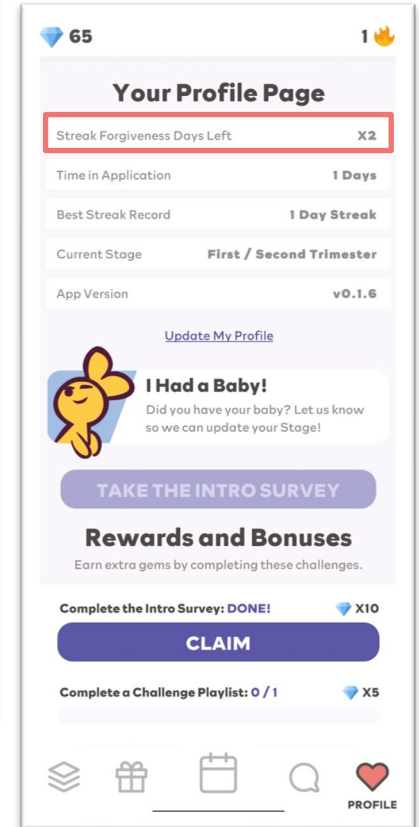 65
1
Your Profile Page
Streak Forgiveness Days Left X2
Time in Application 1 Days
Best Streak Record 1 Day Streak
Current Stage First / Second Trimester
App Version v0.1.6
Update My Profile
I Had a Baby!
Did you have your baby? Let us know
so we can update your Stage!
TAKE THE INTRO SURVEY
Rewards and Bonuses
Earn extra gems by completing these challenges.
Complete the Intro Survey: DONE! X10
CLAIM
Complete a Challenge Playlist: 0 / 1 X5
PROFILE